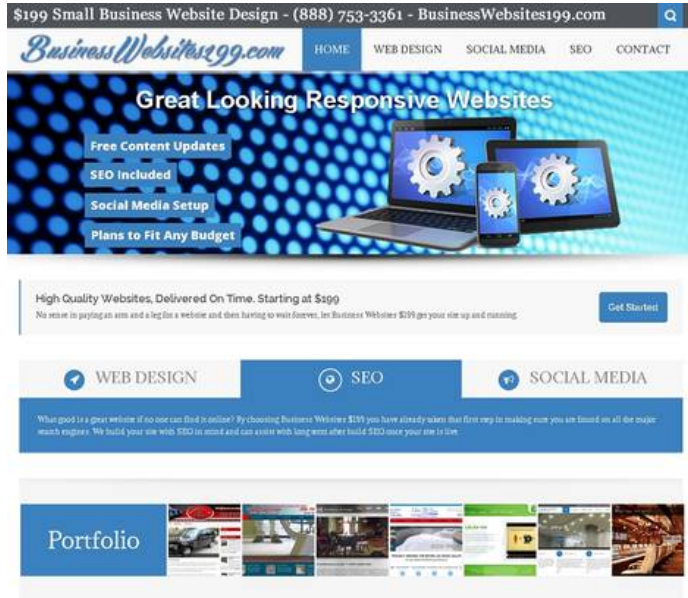 $199 Small Business Website Design - (888) 753-3361 - BusinessWebsites199.com
BusinessWebsites199.com
HOME
WEB DESIGN
SOCIAL MEDIA
SEO
CONTACT
Great Looking Responsive Websites
Free Content Updates
SEO Included
Social Media Setup
Plans to Fit Any Budget
High Quality Websites, Delivered On Time. Starting at $199
No sense in paying an arm and a leg for a website and then having to wait forever, let Business Websites $199 get your site up and running.
Get Started
WEB DESIGN
SEO
SOCIAL MEDIA
What good is a great website if no one can find it online? By choosing Business Websites $199 you have already taken that first step in making sure you are found on all the major
search engines. We build your site with SEO in mind and can assist with long term after build SEO once your site is live.
Portfolio